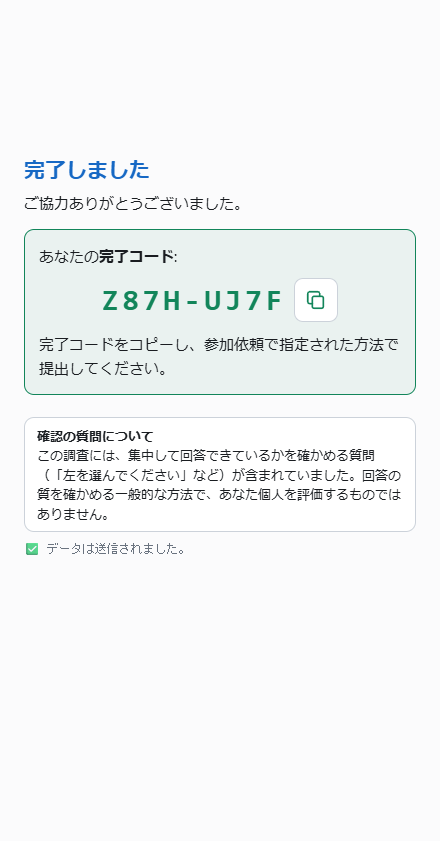 完了しました
ご協力ありがとうございました。
あなたの完了コード:
Z87H-UJ7F
完了コードをコピーし、参加依頼で指定された方法で
提出してください。
確認の質問について
この調査には、集中して回答できているかを確かめる質問
（「左を選んでください」など）が含まれていました。回答の
質を確かめる一般的な方法で、あなた個人を評価するものでは
ありません。
データは送信されました。